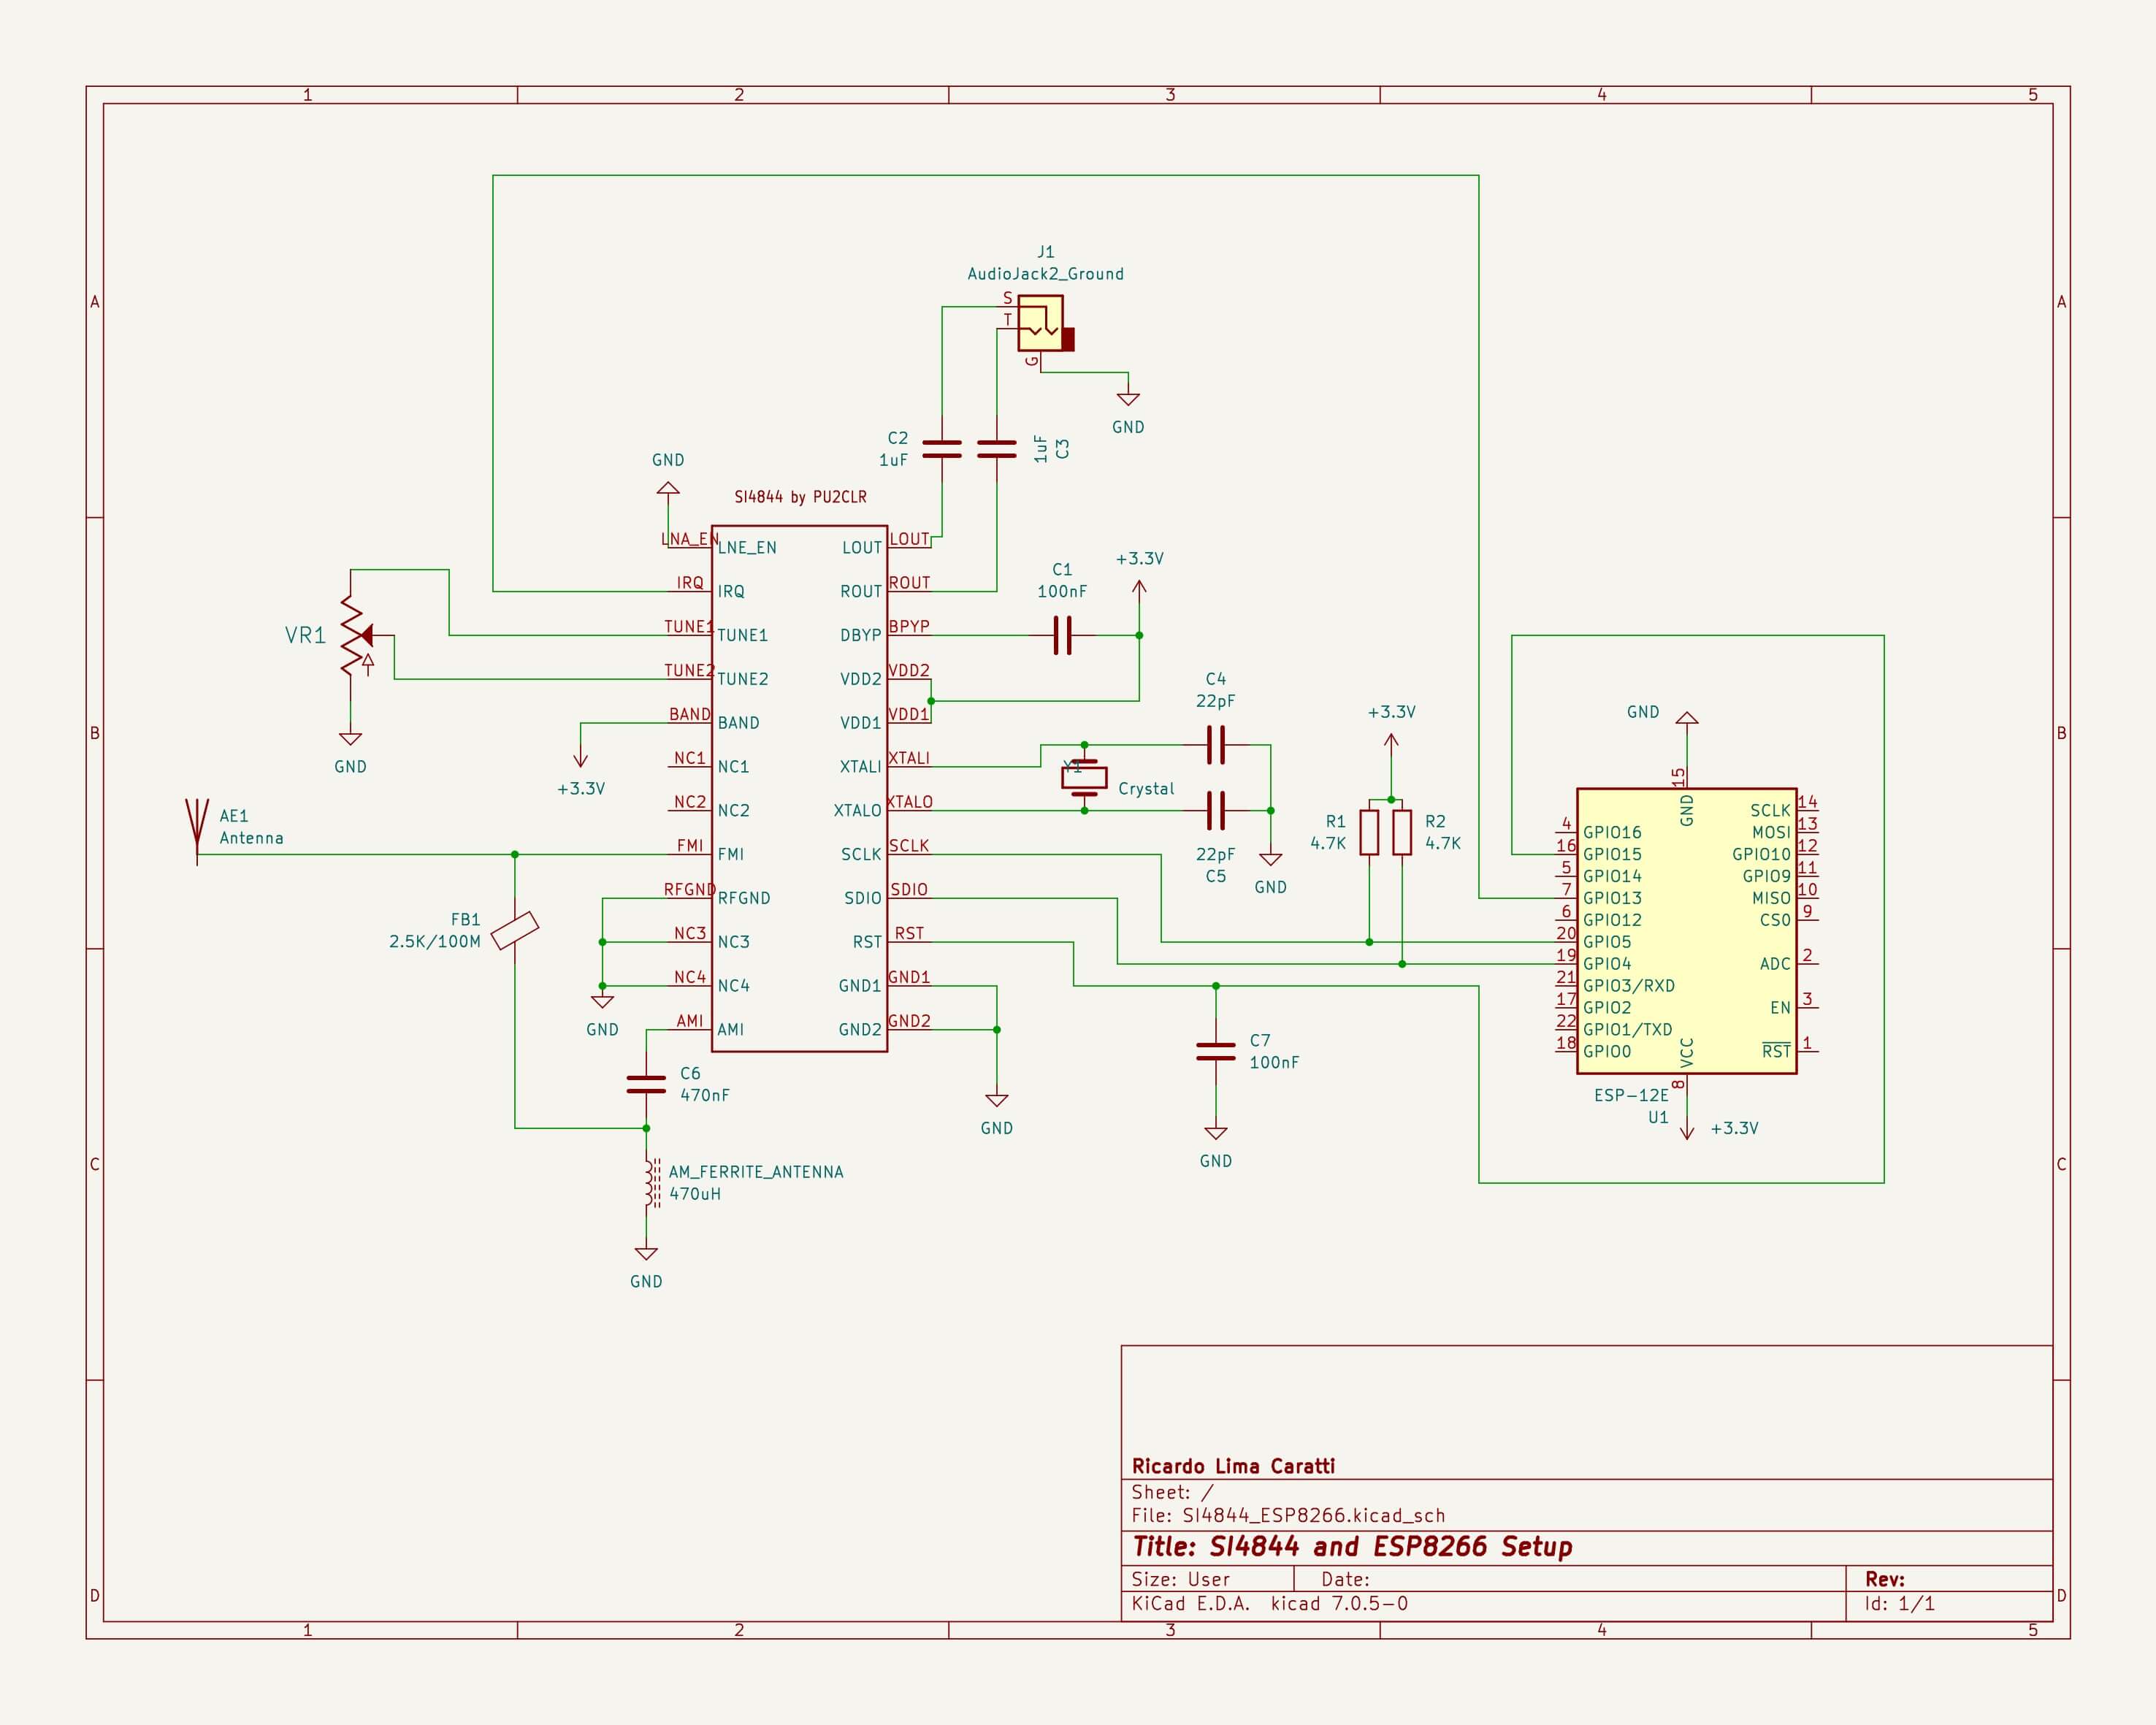 1 2 3 4 5
A A
J1
AudioJack2_Ground
S
T
G
GND
C2
1uF
1uF
C3
GND
SI4844 by PU2CLR
LNA_EN LNE_EN LOUT LOUT
IRQ IRQ ROUT ROUT
TUNE1 TUNE1 DBYP BPYP
TUNE2 TUNE2 VDD2 VDD2
BAND BAND VDD1 VDD1
NC1 NC1 XTALI XTALI
NC2 NC2 XTALO XTALO
FMI FMI SCLK SCLK
RFGND RFGND SDIO SDIO
NC3 NC3 RST RST
NC4 NC4 GND1 GND1
AMI AMI GND2 GND2
C1
100nF
+3.3V
VR1
GND
+3.3V
B B
C4
22pF
Y1
Crystal
22pF
C5
GND
+3.3V
R1
4.7K
R2
4.7K
AE1
Antenna
FB1
2.5K/100M
GND
C6
470nF
AM_FERRITE_ANTENNA
470uH
GND
GND
C7
100nF
GND
GND
15
GND
SCLK 14
4 GPIO16 MOSI 13
16 GPIO15 GPIO10 12
5 GPIO14 GPIO9 11
7 GPIO13 MISO 10
6 GPIO12 CS0 9
20 GPIO5
19 GPIO4 ADC 2
21 GPIO3/RXD
17 GPIO2 EN 3
22 GPIO1/TXD
18 GPIO0 RST 1
VCC
8
ESP-12E
U1
+3.3V
C C
Ricardo Lima Caratti
Sheet: /
File: SI4844_ESP8266.kicad_sch
Title: SI4844 and ESP8266 Setup
Size: User Date: Rev:
KiCad E.D.A. kicad 7.0.5-0 Id: 1/1
D D
1 2 3 4 5